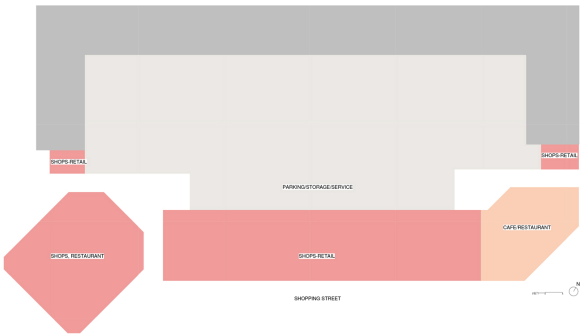 SHOPS-RETAIL
SHOPS-RETAIL
PARKING/STORAGE/SERVICE
CAFE/RESTAURANT
SHOPS, RESTAURANT
SHOPS-RETAIL
N
SHOPPING STREET